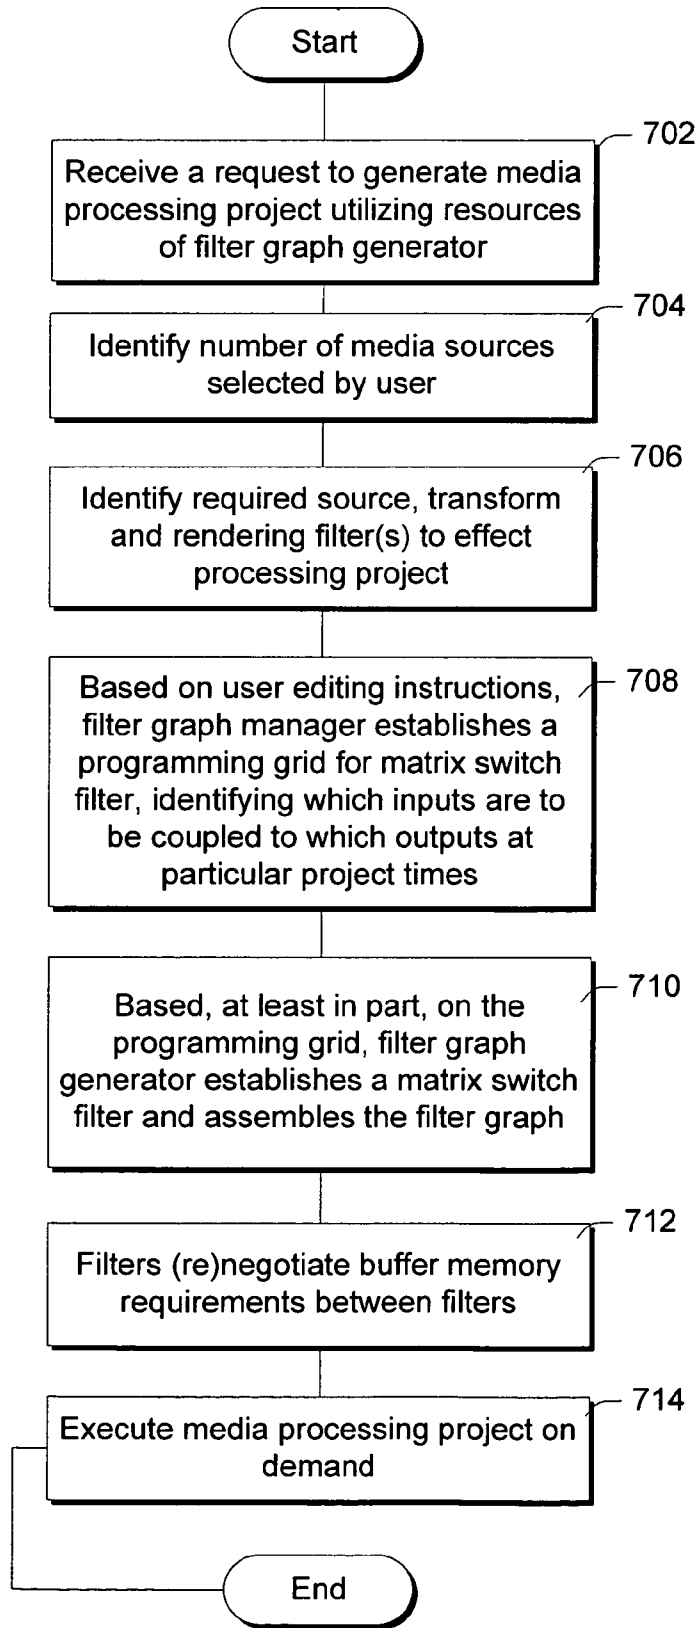 Start
702
Receive a request to generate media
processing project utilizing resources
of filter graph generator
704
Identify number of media sources
selected by user
706
Identify required source, transform
and rendering filter(s) to effect
processing project
708
Based on user editing instructions,
filter graph manager establishes a
programming grid for matrix switch
filter, identifying which inputs are to
be coupled to which outputs at
particular project times
710
Based, at least in part, on the
programming grid, filter graph
generator establishes a matrix switch
filter and assembles the filter graph
712
Filters (re)negotiate buffer memory
requirements between filters
714
Execute media processing project on
demand
End